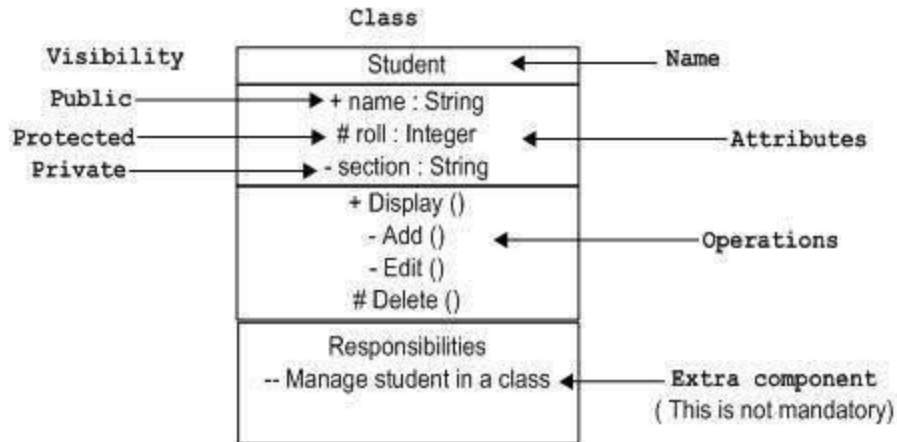 Class
Visibility
Student
Name
Public
+ name : String
Protected
# roll : Integer
Attributes
Private
- section : String
+ Display ()
- Add ()
Operations
- Edit ()
# Delete ()
Responsibilities
-- Manage student in a class
Extra component
( This is not mandatory)